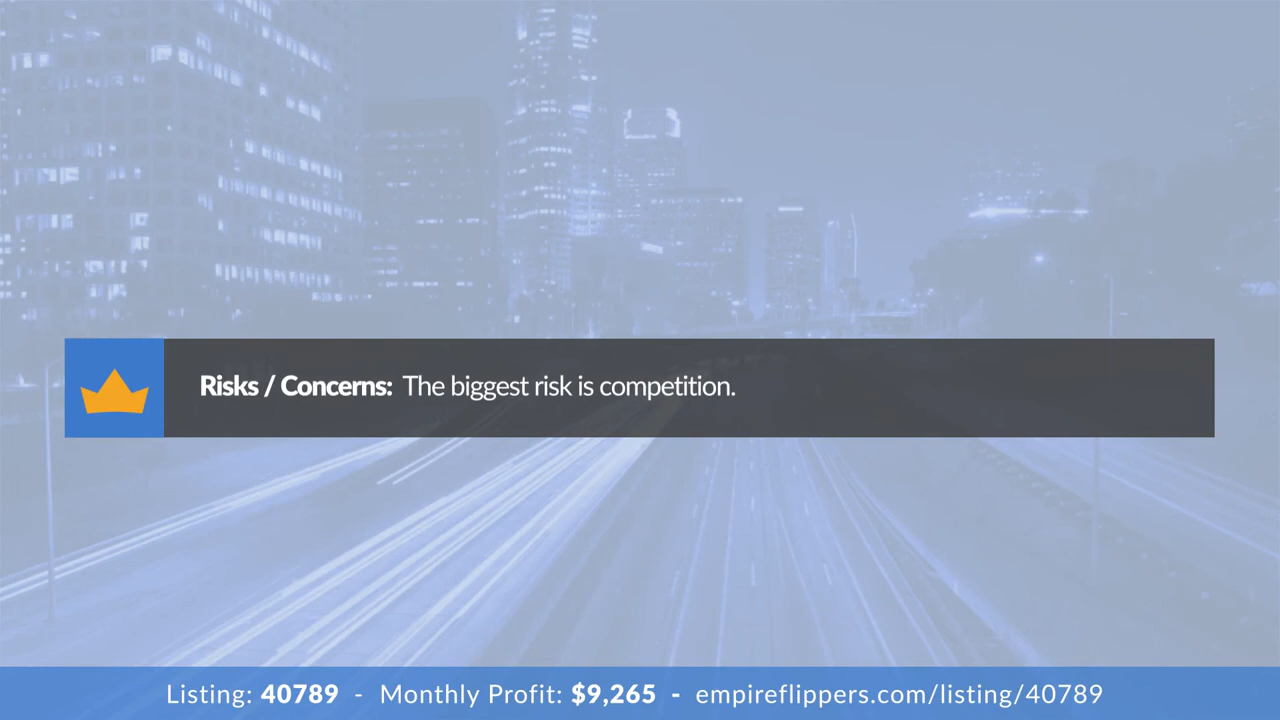 Risks / Concerns: The biggest risk is competition.
Listing: 40789 - Monthly Profit: $9,265 - empireflippers.com/listing/40789